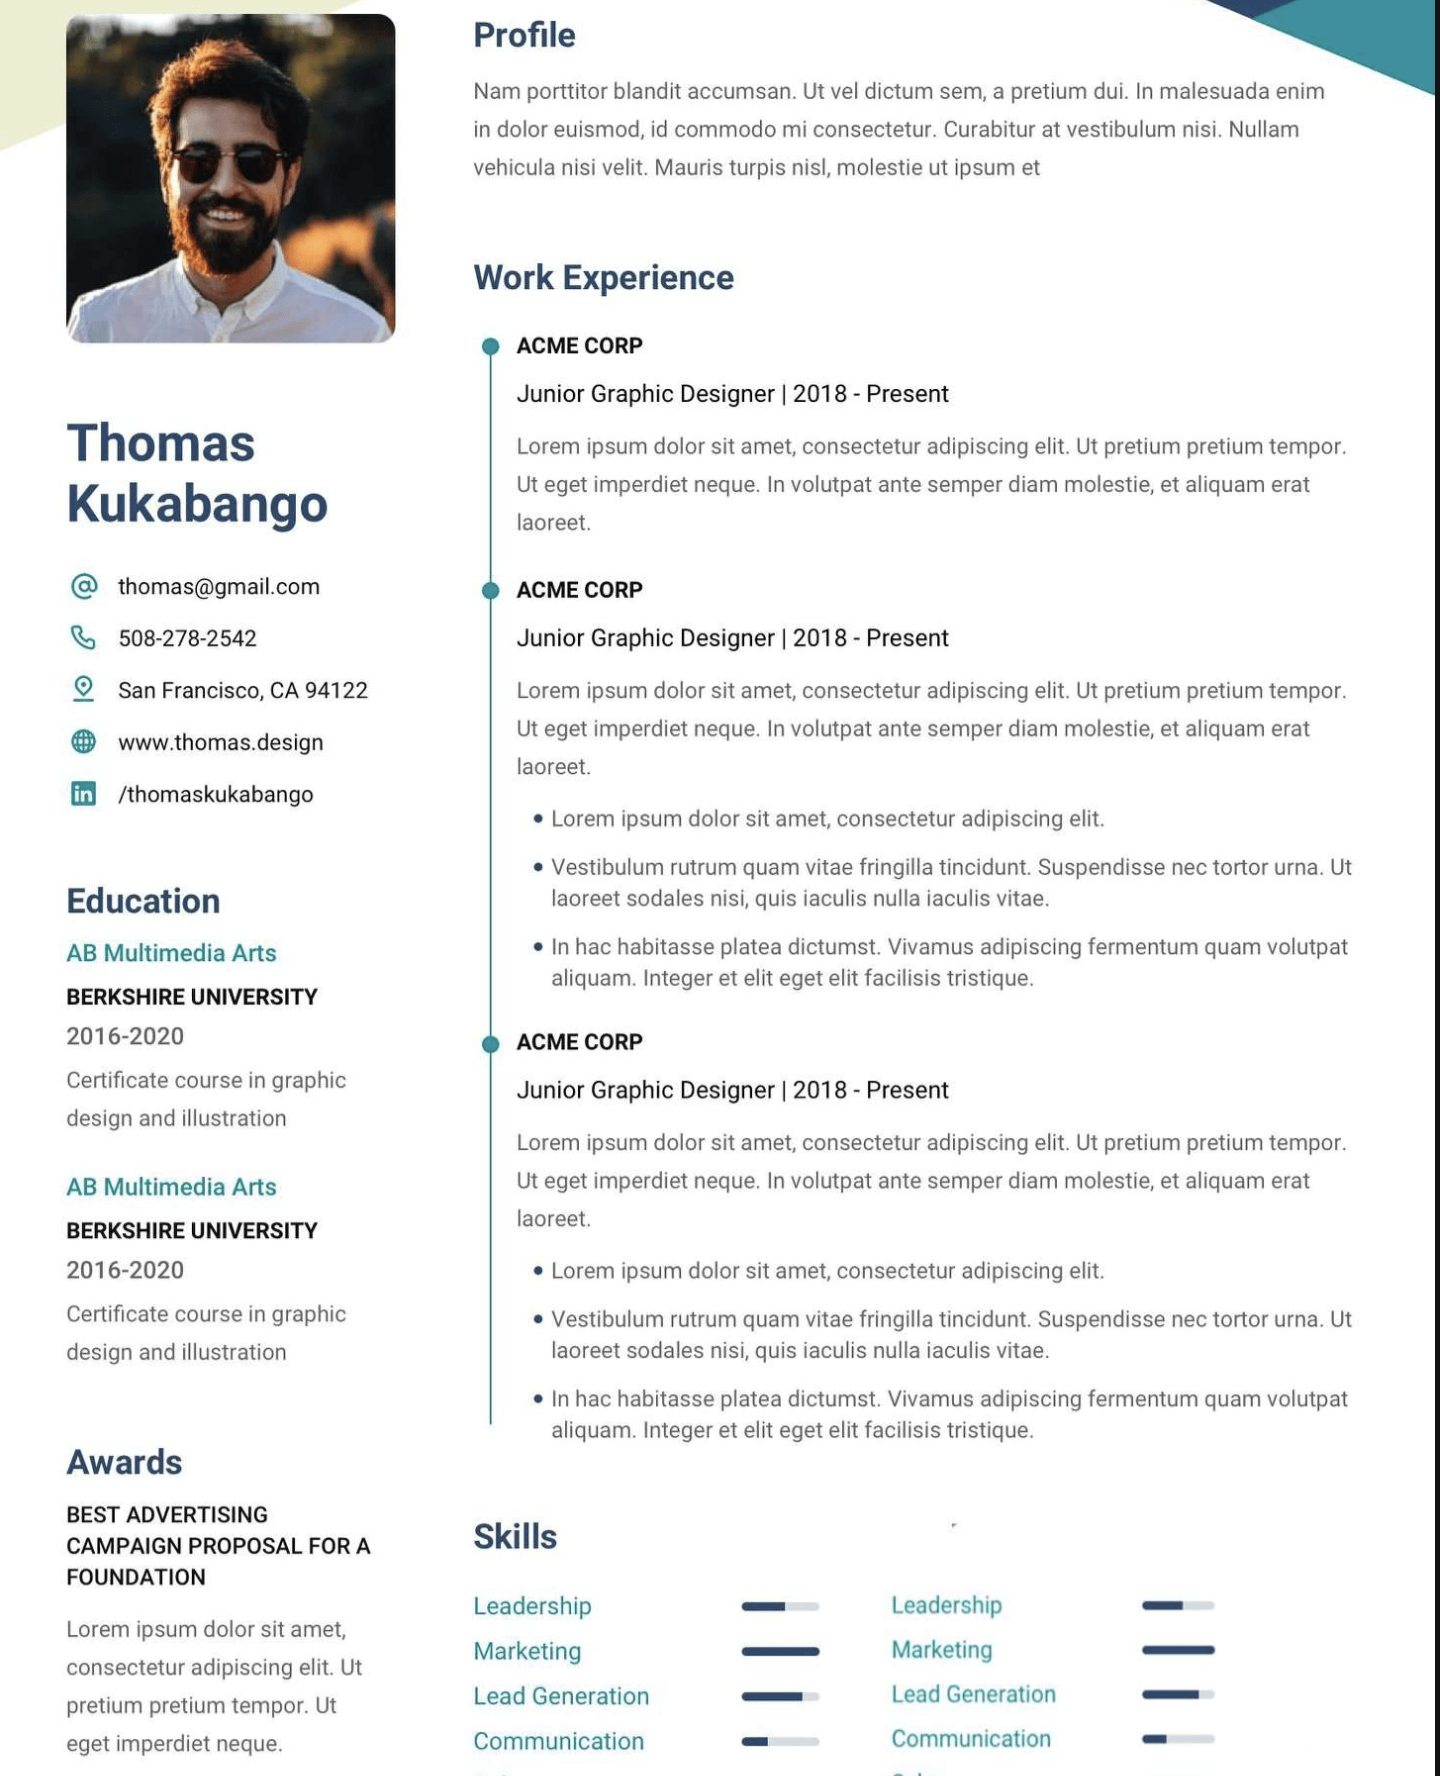 Thomas
Kukabango
thomas@gmail.com
508-278-2542
San Francisco, CA 94122
www.thomas.design
in /thomaskukabango
Education
AB Multimedia Arts
BERKSHIRE UNIVERSITY
2016-2020
Certificate course in graphic
design and illustration
AB Multimedia Arts
BERKSHIRE UNIVERSITY
2016-2020
Certificate course in graphic
design and illustration
Awards
BEST ADVERTISING
CAMPAIGN PROPOSAL FOR A
FOUNDATION
Lorem ipsum dolor sit amet,
consectetur adipiscing elit. Ut
pretium pretium tempor. Ut
eget imperdiet neque.
Profile
Nam porttitor blandit accumsan. Ut vel dictum sem, a pretium dui. In malesuada enim
in dolor euismod, id commodo mi consectetur. Curabitur at vestibulum nisi. Nullam
vehicula nisi velit. Mauris turpis nisl, molestie ut ipsum et
Work Experience
ACME CORP
Junior Graphic Designer | 2018 - Present
Lorem ipsum dolor sit amet, consectetur adipiscing elit. Ut pretium pretium tempor.
Ut eget imperdiet neque. In volutpat ante semper diam molestie, et aliquam erat
laoreet.
ACME CORP
Junior Graphic Designer | 2018 - Present
Lorem ipsum dolor sit amet, consectetur adipiscing elit. Ut pretium pretium tempor.
Ut eget imperdiet neque. In volutpat ante semper diam molestie, et aliquam erat
laoreet.
• Lorem ipsum dolor sit amet, consectetur adipiscing elit.
• Vestibulum rutrum quam vitae fringilla tincidunt. Suspendisse nec tortor urna. Ut
laoreet sodales nisi, quis iaculis nulla iaculis vitae.
• In hac habitasse platea dictumst. Vivamus adipiscing fermentum quam volutpat
aliquam. Integer et elit eget elit facilisis tristique.
ACME CORP
Junior Graphic Designer | 2018 - Present
Lorem ipsum dolor sit amet, consectetur adipiscing elit. Ut pretium pretium tempor.
Ut eget imperdiet neque. In volutpat ante semper diam molestie, et aliquam erat
laoreet.
• Lorem ipsum dolor sit amet, consectetur adipiscing elit.
• Vestibulum rutrum quam vitae fringilla tincidunt. Suspendisse nec tortor urna. Ut
laoreet sodales nisi, quis iaculis nulla iaculis vitae.
• In hac habitasse platea dictumst. Vivamus adipiscing fermentum quam volutpat
aliquam. Integer et elit eget elit facilisis tristique.
Skills
Leadership
Marketing
Lead Generation
Communication
Leadership
Marketing
Lead Generation
Communication